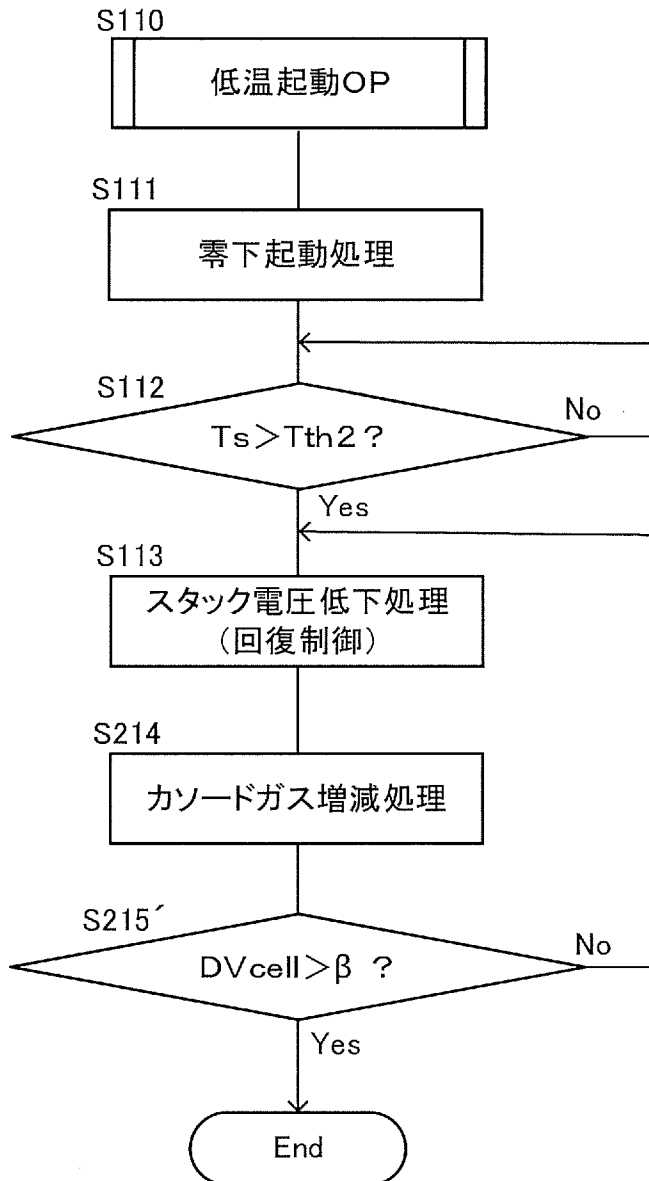 S110
低温起動OP
S111
零下起動処理
S112
Ts>Tth2?
No
Yes
S113
スタック電圧低下処理
(回復制御)
S214
カソードガス増減処理
S215´
DVcell>β ?
No
Yes
End